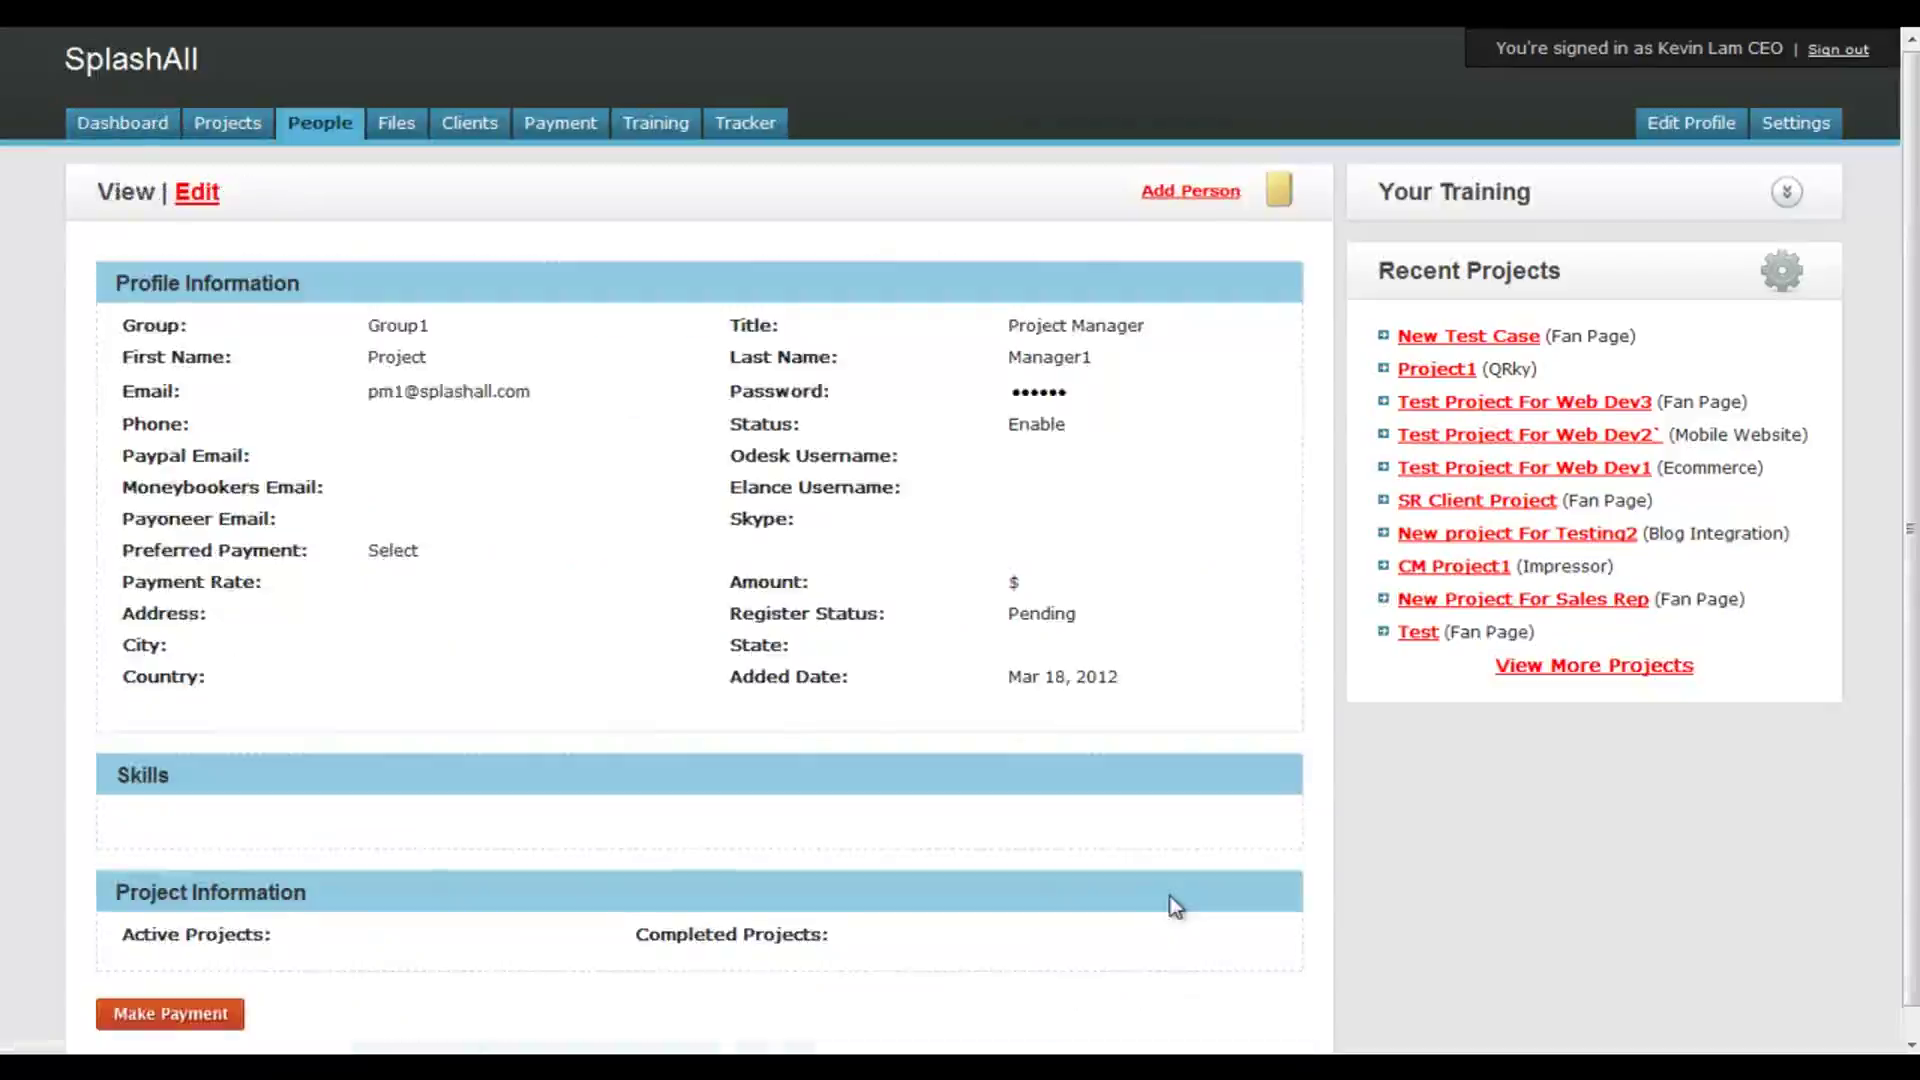 SplashAll
You're signed in as Kevin Lam CEO | Sign out
Dashboard Projects People Files Clients Payment Training Tracker Edit Profile Settings
View | Edit Add Person
Profile Information
Group: Group1 Title: Project Manager
First Name: Project Last Name: Manager1
Email: pm1@splashall.com Password: ••••••
Phone: Status: Enable
Paypal Email: Odesk Username:
Moneybookers Email: Elance Username:
Payoneer Email: Skype:
Preferred Payment: Select
Payment Rate: Amount: $
Address: Register Status: Pending
City: State:
Country: Added Date: Mar 18, 2012
Skills
Project Information
Active Projects: Completed Projects:
Make Payment
Your Training
Recent Projects
New Test Case (Fan Page)
Project1 (QRky)
Test Project For Web Dev3 (Fan Page)
Test Project For Web Dev2` (Mobile Website)
Test Project For Web Dev1 (Ecommerce)
SR Client Project (Fan Page)
New project For Testing2 (Blog Integration)
CM Project1 (Impressor)
New Project For Sales Rep (Fan Page)
Test (Fan Page)
View More Projects